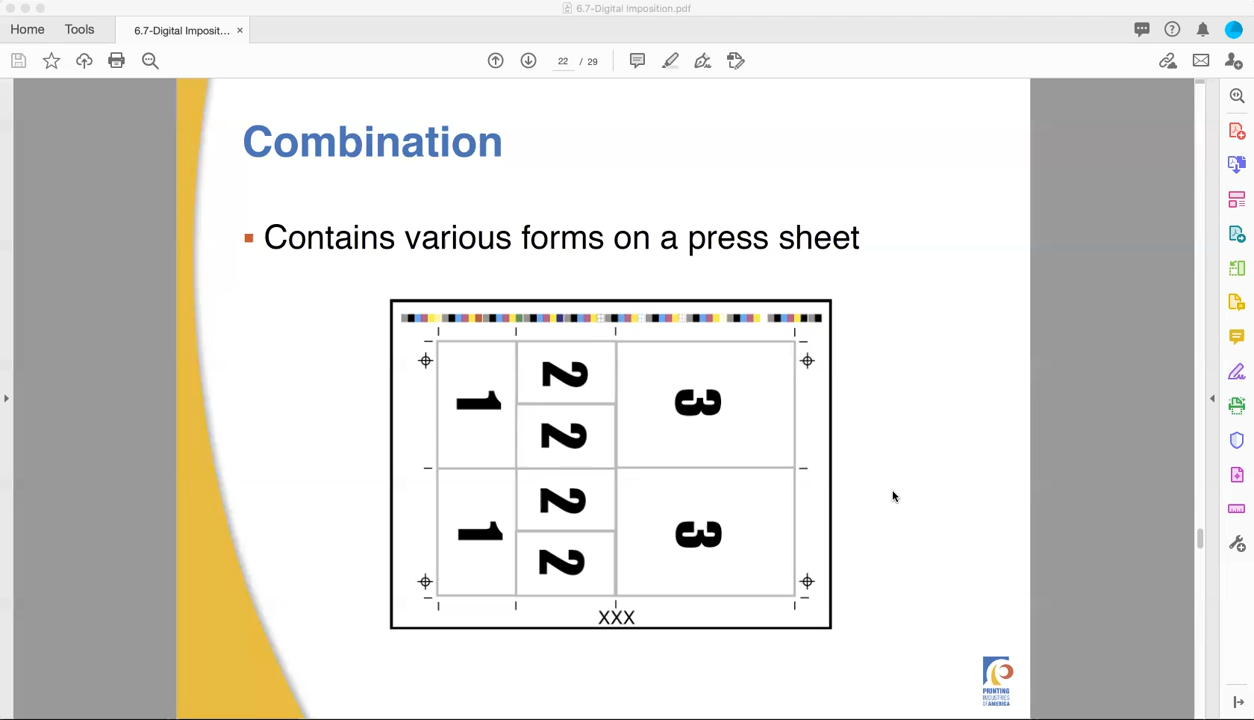 6.7-Digital Imposition.pdf
Home Tools 6.7-Digital Imposit... ×
22 / 29
Combination
Contains various forms on a press sheet
1 2 3
2
1 2 3
2
XXX
PRINTING
INDUSTRIES
OF AMERICA